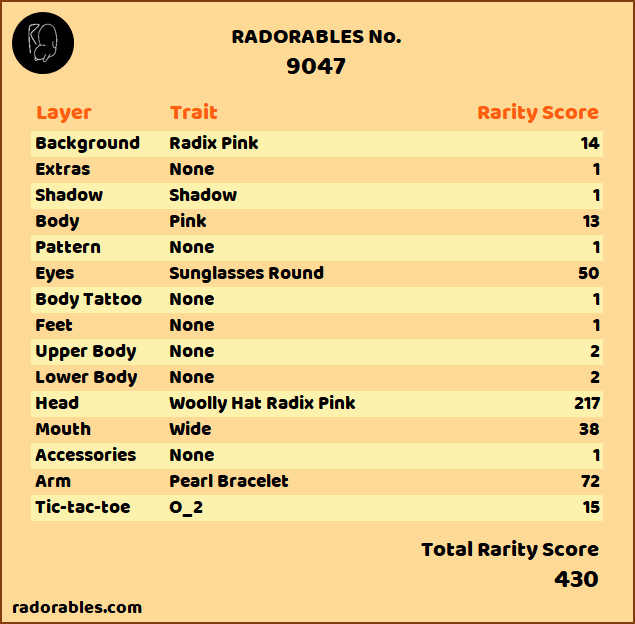 RADORABLES No.
9047
Layer Trait Rarity Score
Background Radix Pink 14
Extras None 1
Shadow Shadow 1
Body Pink 13
Pattern None 1
Eyes Sunglasses Round 50
Body Tattoo None 1
Feet None 1
Upper Body None 2
Lower Body None 2
Head Woolly Hat Radix Pink 217
Mouth Wide 38
Accessories None 1
Arm Pearl Bracelet 72
Tic-tac-toe O_2 15
Total Rarity Score
430
radorables.com